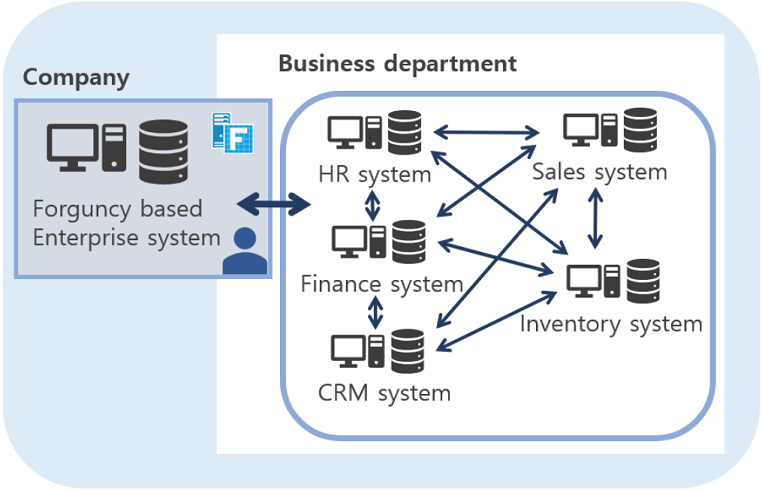 Company
Business department
F
Forguncy based
Enterprise system
HR system
Sales system
Finance system
Inventory system
CRM system